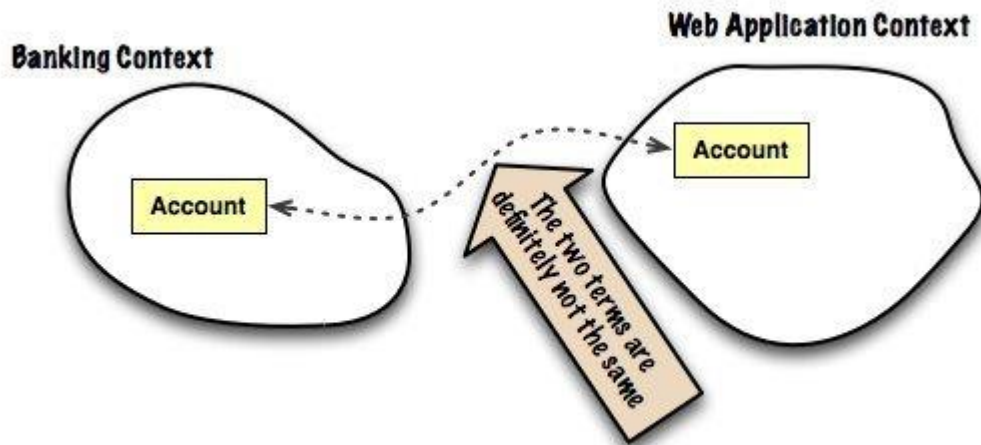 Banking Context
Web Application Context
Account
Account
The two terms are
definitely not the same